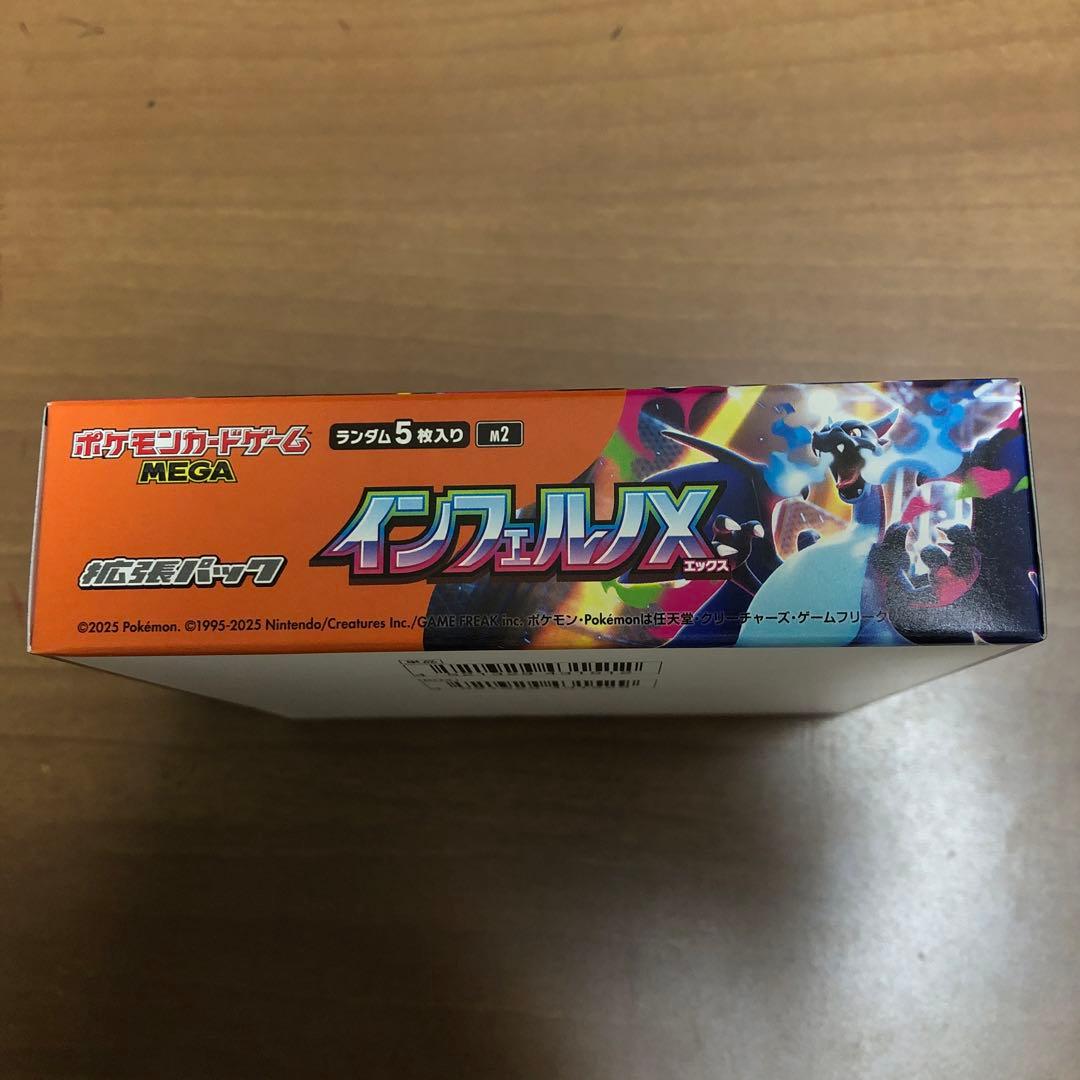 ポケモンカードゲーム
MEGA
ランダム5枚入り M2
インフェルノX
エックス
拡張パック
©2025 Pokémon. ©1995-2025 Nintendo/Creatures Inc./GAME FREAK inc. ポケモン・Pokémonは任天堂・クリーチャーズ・ゲームフリーク